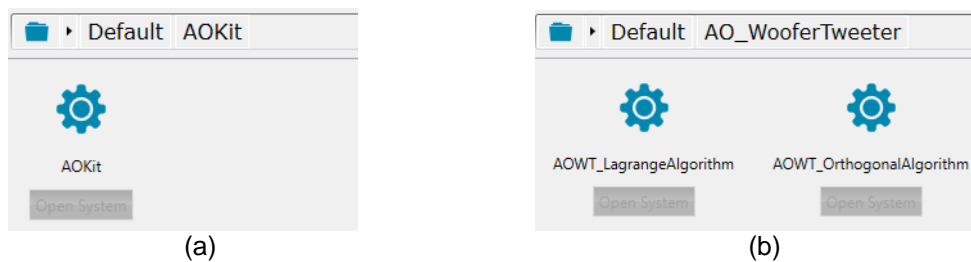 Default AOKit
AOKit
Open System
(a)
Default AO_WooferTweeter
AOWT_LagrangeAlgorithm AOWT_OrthogonalAlgorithm
Open System Open System
(b)